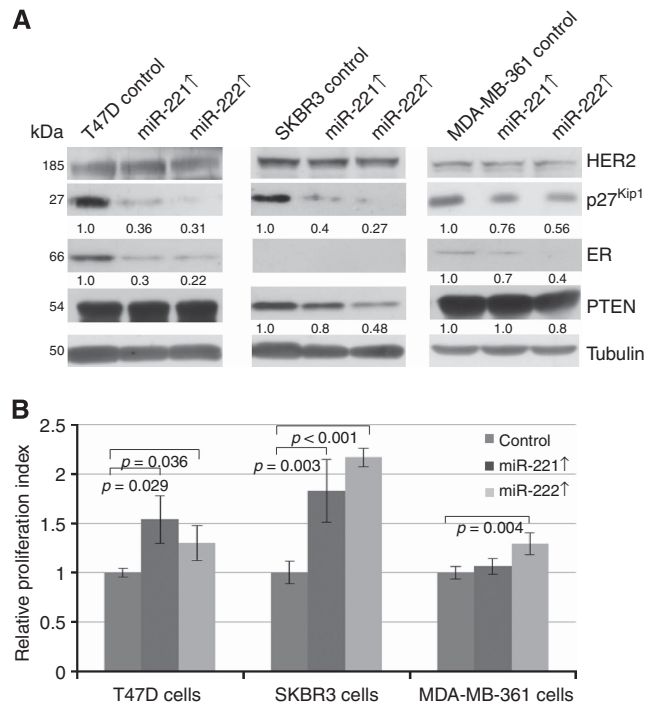 A
T47D control
miR-221↑
miR-222↑
SKBR3 control
miR-221↑
miR-222↑
MDA-MB-361 control
miR-221↑
miR-222↑
kDa
185 HER2
27 p27Kip1
1.0 0.36 0.31 1.0 0.4 0.27 1.0 0.76 0.56
66 ER
1.0 0.3 0.22 1.0 0.7 0.4
54 PTEN
1.0 0.8 0.48 1.0 1.0 0.8
50 Tubulin
B
Relative proliferation index
2.5
2
1.5
1
0.5
0
p = 0.036
p = 0.029
p < 0.001
p = 0.003
p = 0.004
Control
miR-221↑
miR-222↑
T47D cells SKBR3 cells MDA-MB-361 cells